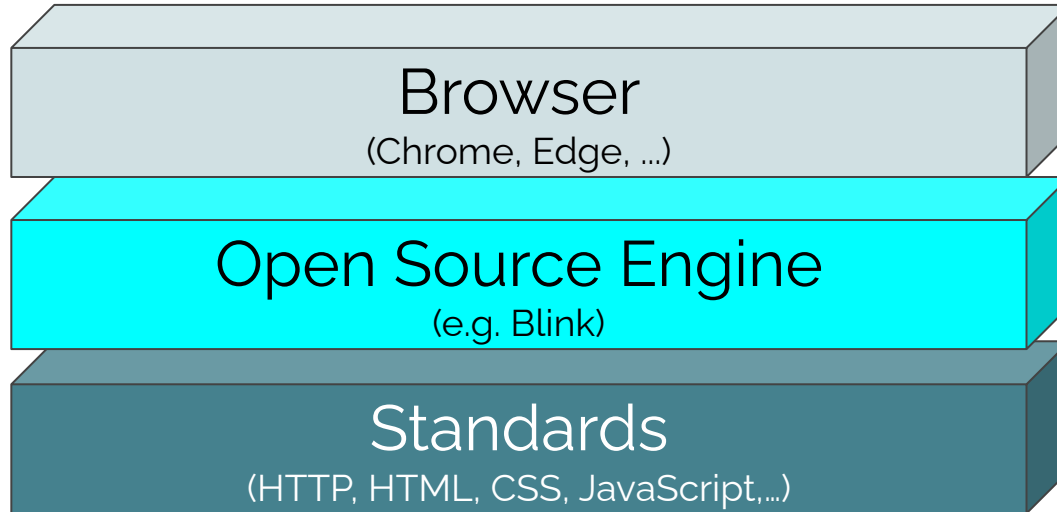 Browser
(Chrome, Edge, ...)
Open Source Engine
(e.g. Blink)
Standards
(HTTP, HTML, CSS, JavaScript,...)